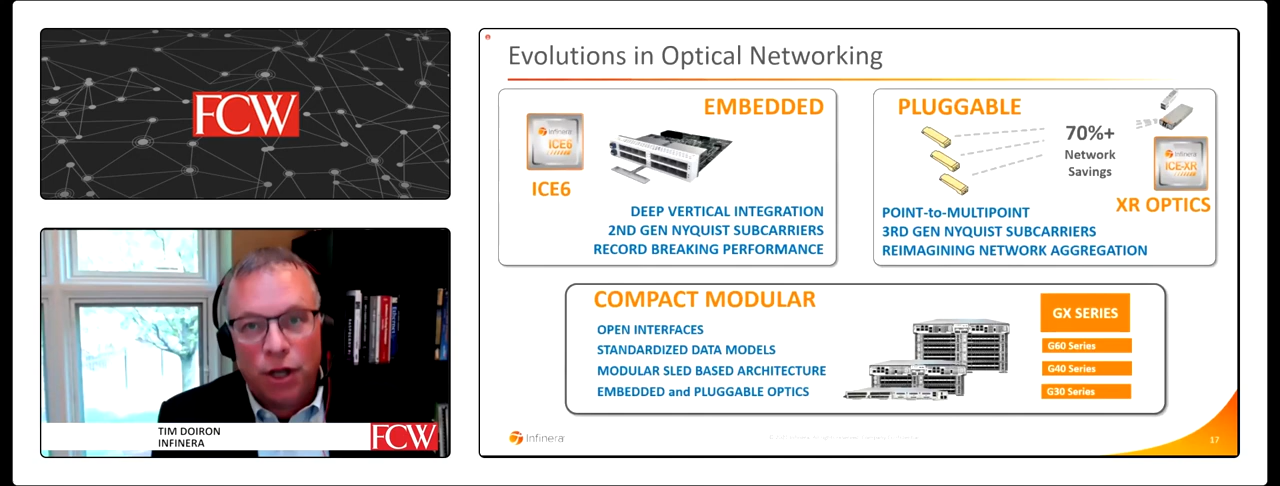 FCW
TIM DOIRON
INFINERA
FCW
Evolutions in Optical Networking
EMBEDDED
Infinera
ICE6
ICE6
DEEP VERTICAL INTEGRATION
2ND GEN NYQUIST SUBCARRIERS
RECORD BREAKING PERFORMANCE
PLUGGABLE
70%+
Network
Savings
Infinera
ICE-XR
XR OPTICS
POINT-to-MULTIPOINT
3RD GEN NYQUIST SUBCARRIERS
REIMAGINING NETWORK AGGREGATION
COMPACT MODULAR
OPEN INTERFACES
STANDARDIZED DATA MODELS
MODULAR SLED BASED ARCHITECTURE
EMBEDDED and PLUGGABLE OPTICS
GX SERIES
G60 Series
G40 Series
G30 Series
Infinera
17